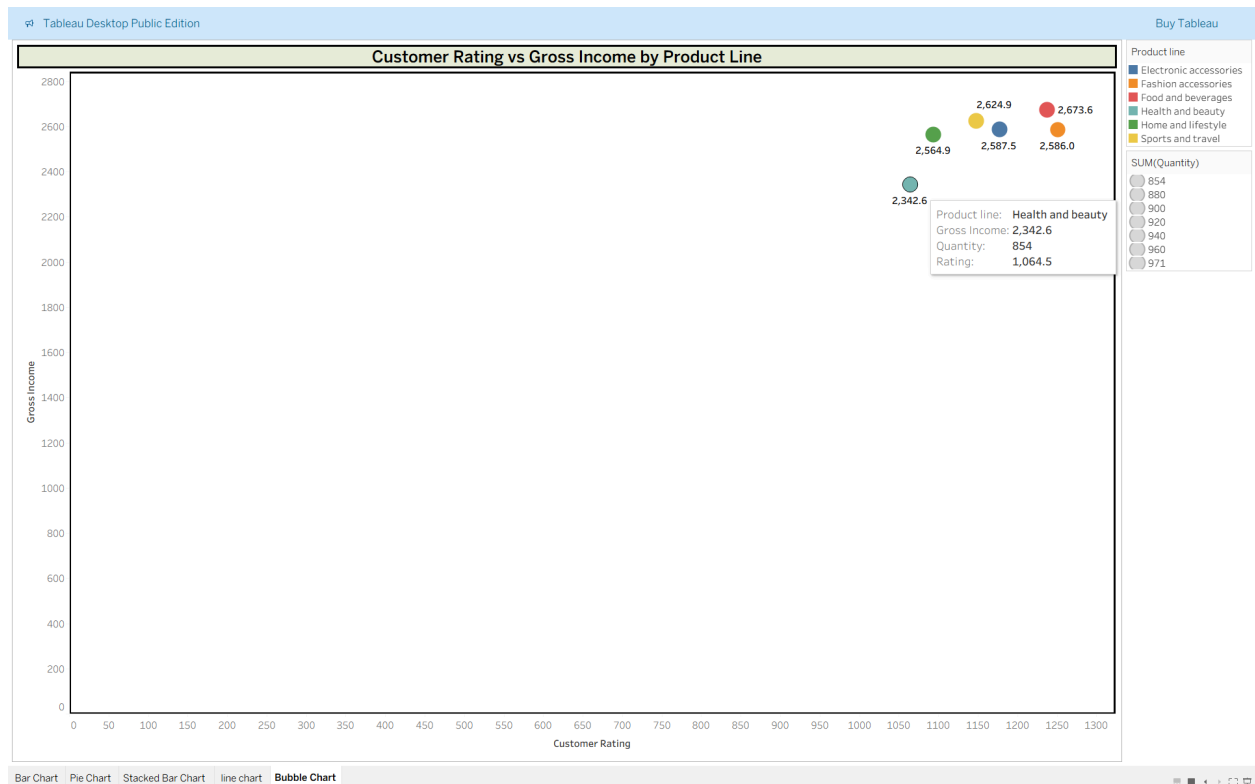 Tableau Desktop Public Edition
Buy Tableau
Customer Rating vs Gross Income by Product Line
2800
2600
2400
2200
2000
1800
1600
1400
1200
1000
800
600
400
200
0
Gross Income
2,624.9
2,673.6
2,564.9
2,587.5
2,586.0
2,342.6
Product line: Health and beauty
Gross Income: 2,342.6
Quantity: 854
Rating: 1,064.5
0 50 100 150 200 250 300 350 400 450 500 550 600 650 700 750 800 850 900 950 1000 1050 1100 1150 1200 1250 1300
Customer Rating
Product line
Electronic accessories
Fashion accessories
Food and beverages
Health and beauty
Home and lifestyle
Sports and travel
SUM(Quantity)
854
880
900
920
940
960
971
Bar Chart Pie Chart Stacked Bar Chart line chart Bubble Chart